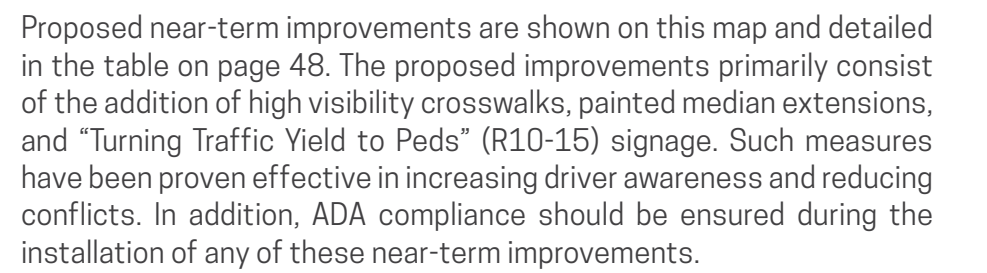 Proposed near-term improvements are shown on this map and detailed
in the table on page 48. The proposed improvements primarily consist
of the addition of high visibility crosswalks, painted median extensions,
and “Turning Traffic Yield to Peds” (R10-15) signage. Such measures
have been proven effective in increasing driver awareness and reducing
conflicts. In addition, ADA compliance should be ensured during the
installation of any of these near-term improvements.